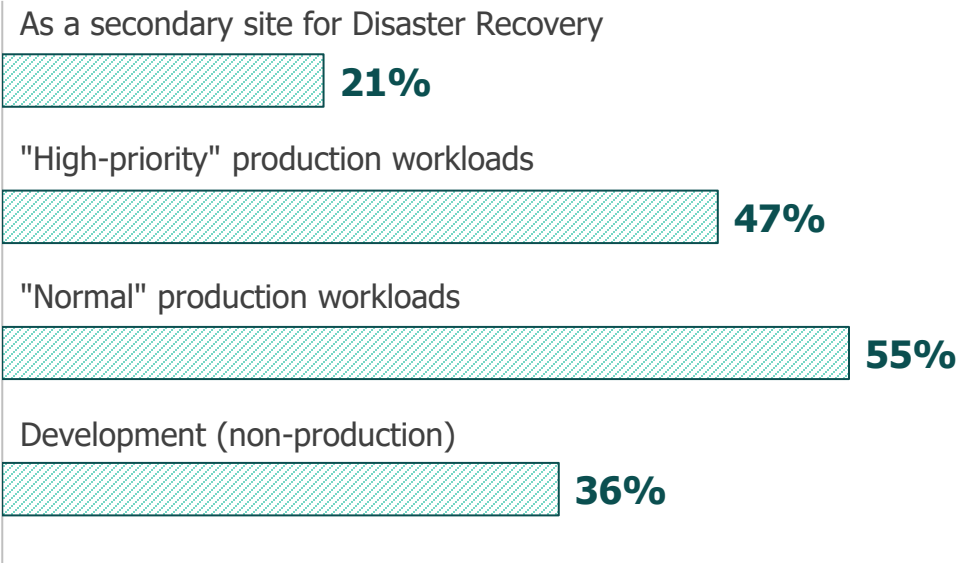 As a secondary site for Disaster Recovery
21%
"High-priority" production workloads
47%
"Normal" production workloads
55%
Development (non-production)
36%